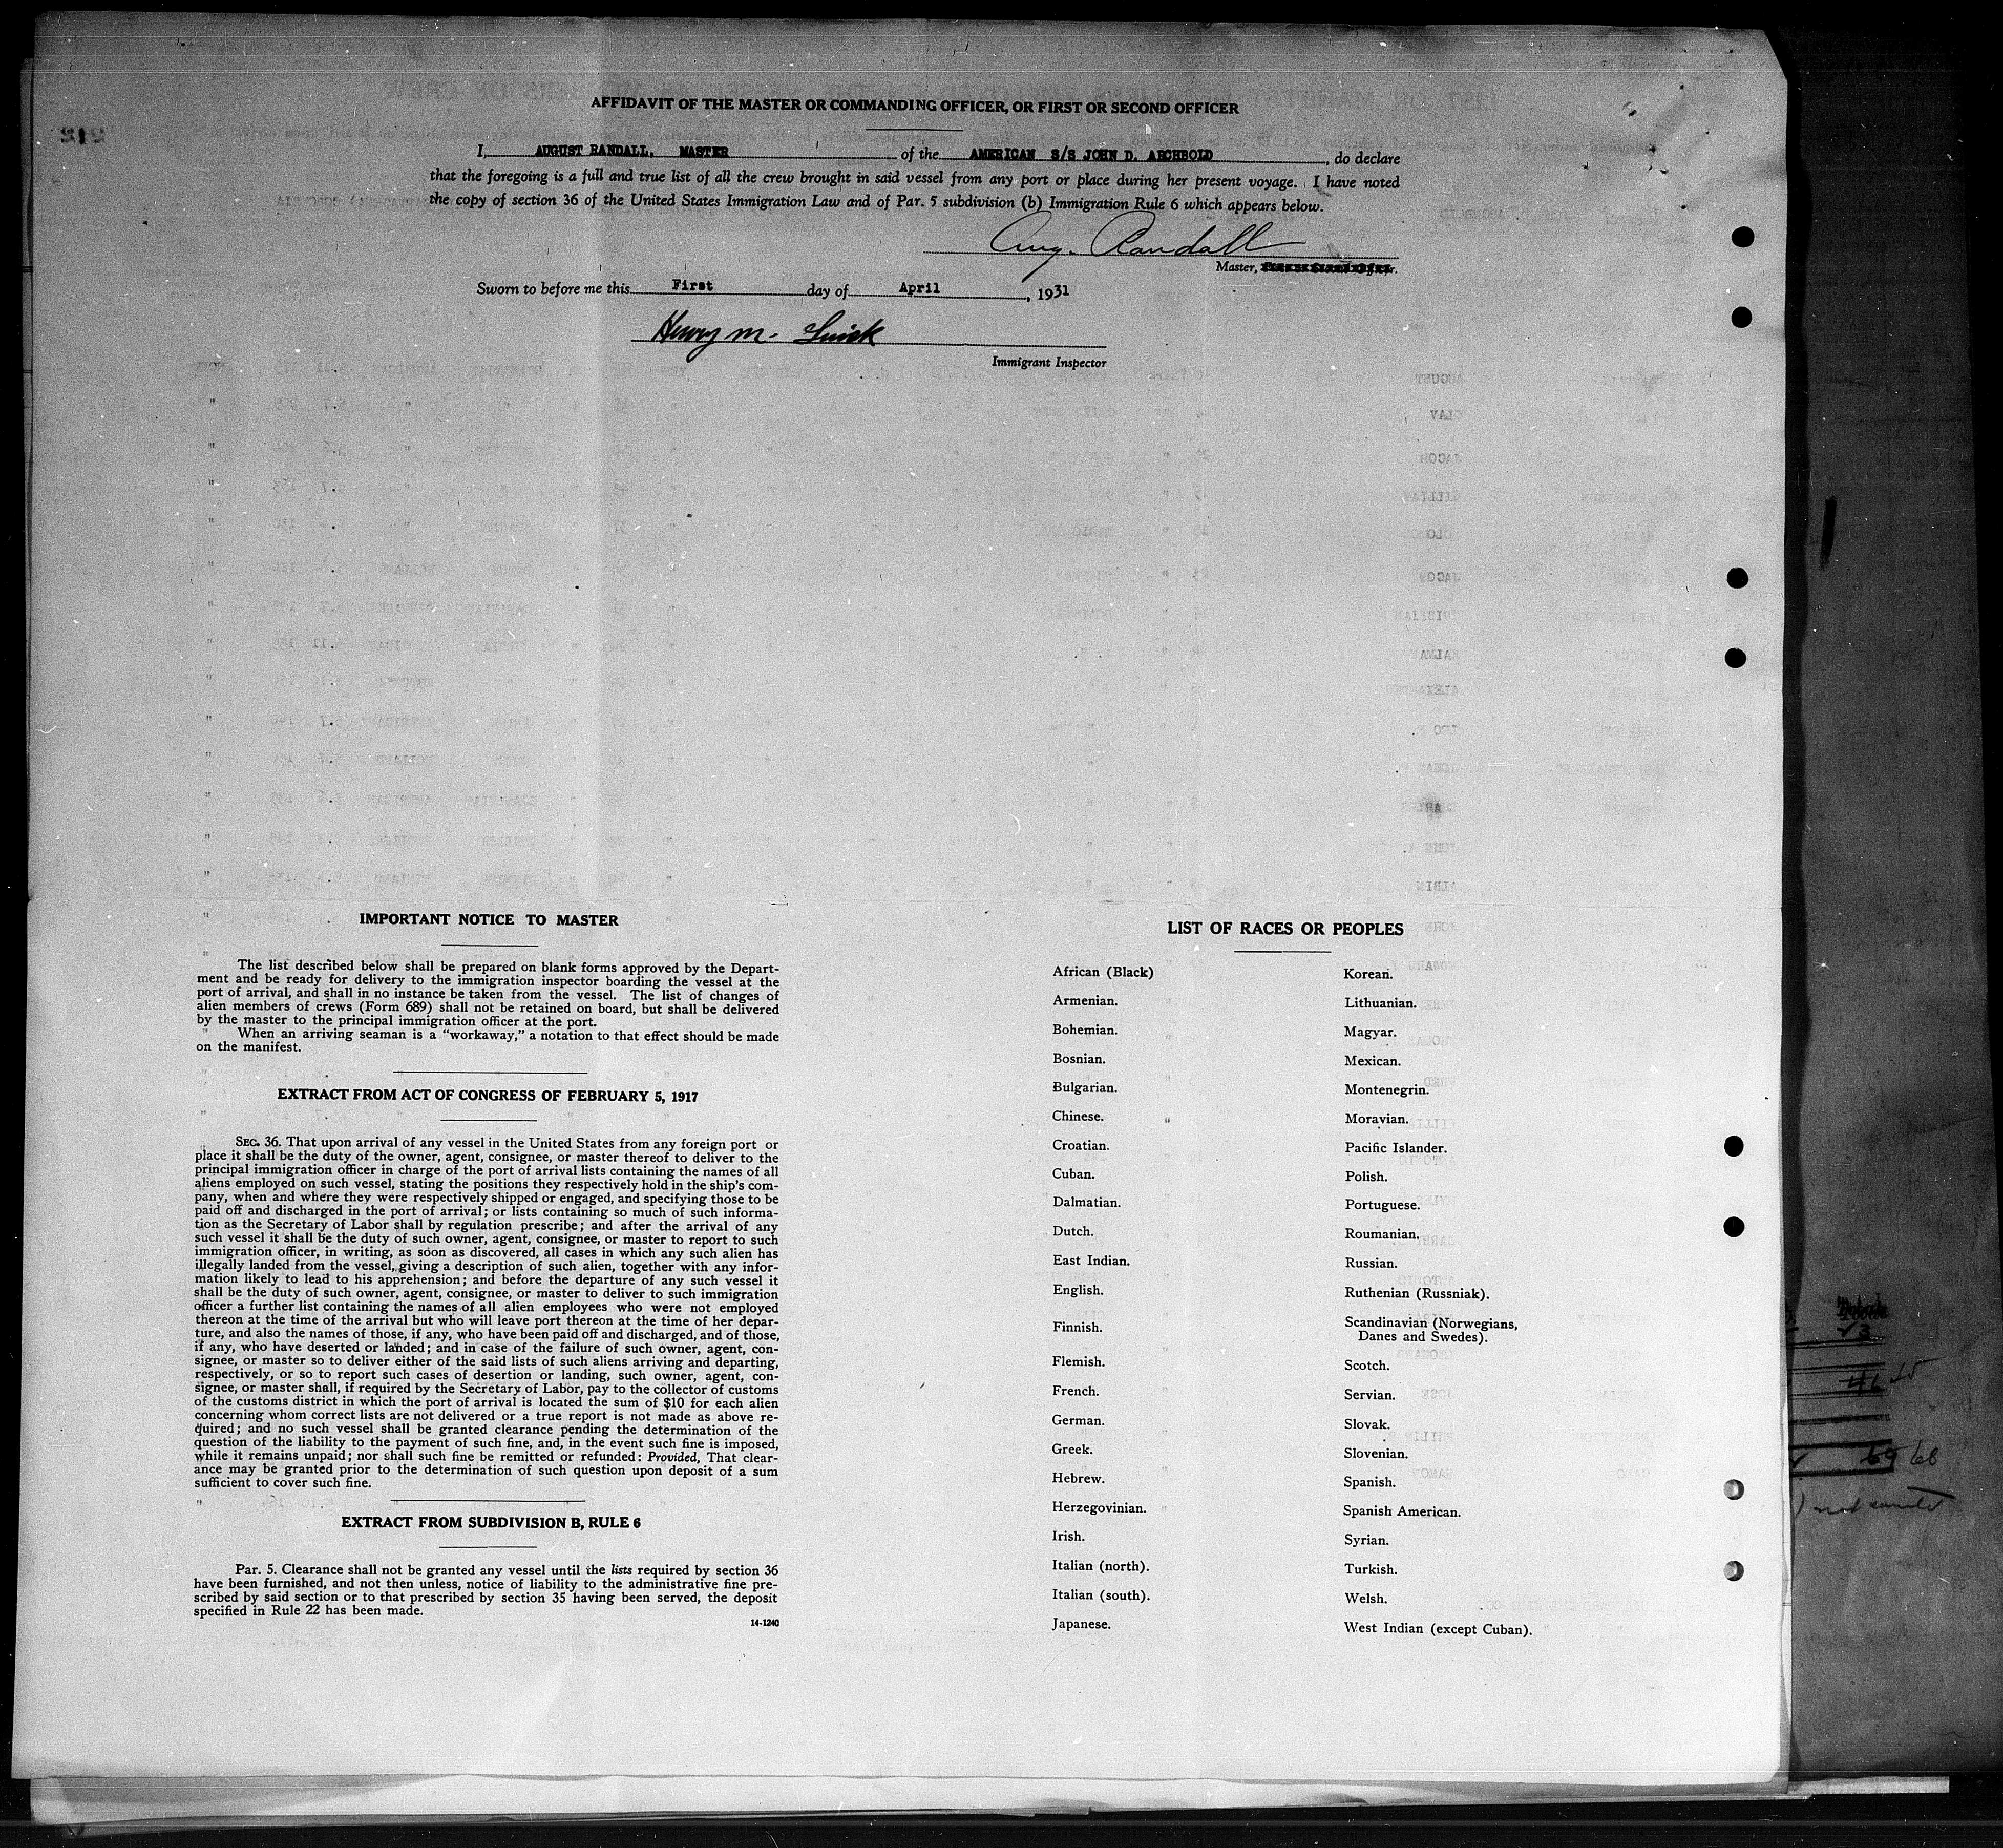 AFFIDAVIT OF THE MASTER OR COMMANDING OFFICER, OR FIRST OR SECOND OFFICER
I, AUGUST RANDALL, MASTER of the AMERICAN S/S JOHN D. ARCHBOLD, do declare
that the foregoing is a full and true list of all the crew brought in said vessel from any port or place during her present voyage. I have noted
the copy of section 36 of the United States Immigration Law and of Par. 5 subdivision (b) Immigration Rule 6 which appears below.
Aug. Randall
Master,
Sworn to before me this First day of April, 1931
Henry M.
Immigrant Inspector
IMPORTANT NOTICE TO MASTER
The list described below shall be prepared on blank forms approved by the Depart-
ment and be ready for delivery to the immigration inspector boarding the vessel at the
port of arrival, and shall in no instance be taken from the vessel. The list of changes of
alien members of crews (Form 689) shall not be retained on board, but shall be delivered
by the master to the principal immigration officer at the port.
When an arriving seaman is a “workaway,” a notation to that effect should be made
on the manifest.
EXTRACT FROM ACT OF CONGRESS OF FEBRUARY 5, 1917
SEC. 36. That upon arrival of any vessel in the United States from any foreign port or
place it shall be the duty of the owner, agent, consignee, or master thereof to deliver to the
principal immigration officer in charge of the port of arrival lists containing the names of all
aliens employed on such vessel, stating the positions they respectively hold in the ship's com-
pany, when and where they were respectively shipped or engaged, and specifying those to be
paid off and discharged in the port of arrival; or lists containing so much of such informa-
tion as the Secretary of Labor shall by regulation prescribe; and after the arrival of any
such vessel it shall be the duty of such owner, agent, consignee, or master to report to such
immigration officer, in writing, as soon as discovered, all cases in which any such alien has
illegally landed from the vessel, giving a description of such alien, together with any infor-
mation likely to lead to his apprehension; and before the departure of any such vessel it
shall be the duty of such owner, agent, consignee, or master to deliver to such immigration
officer a further list containing the names of all alien employees who were not employed
thereon at the time of the arrival but who will leave port thereon at the time of her depar-
ture, and also the names of those, if any, who have been paid off and discharged, and of those,
if any, who have deserted or landed; and in case of the failure of such owner, agent, con-
signee, or master so to deliver either of the said lists of such aliens arriving and departing,
respectively, or so to report such cases of desertion or landing, such owner, agent, con-
signee, or master shall, if required by the Secretary of Labor, pay to the collector of customs
of the customs district in which the port of arrival is located the sum of $10 for each alien
concerning whom correct lists are not delivered or a true report is not made as above re-
quired; and no such vessel shall be granted clearance pending the determination of the
question of the liability to the payment of such fine, and, in the event such fine is imposed,
while it remains unpaid; nor shall such fine be remitted or refunded: Provided, That clear-
ance may be granted prior to the determination of such question upon deposit of a sum
sufficient to cover such fine.
EXTRACT FROM SUBDIVISION B, RULE 6
Par. 5. Clearance shall not be granted any vessel until the lists required by section 36
have been furnished, and not then unless, notice of liability to the administrative fine pre-
scribed by said section or to that prescribed by section 35 having been served, the deposit
specified in Rule 22 has been made.
14-1240
LIST OF RACES OR PEOPLES
African (Black)
Armenian.
Bohemian.
Bosnian.
Bulgarian.
Chinese.
Croatian.
Cuban.
Dalmatian.
Dutch.
East Indian.
English.
Finnish.
Flemish.
French.
German.
Greek.
Hebrew.
Herzegovinian.
Irish.
Italian (north).
Italian (south).
Japanese.
Korean.
Lithuanian.
Magyar.
Mexican.
Montenegrin.
Moravian.
Pacific Islander.
Polish.
Portuguese.
Roumanian.
Russian.
Ruthenian (Russniak).
Scandinavian (Norwegians,
Danes and Swedes).
Scotch.
Servian.
Slovak.
Slovenian.
Spanish.
Spanish American.
Syrian.
Turkish.
Welsh.
West Indian (except Cuban).